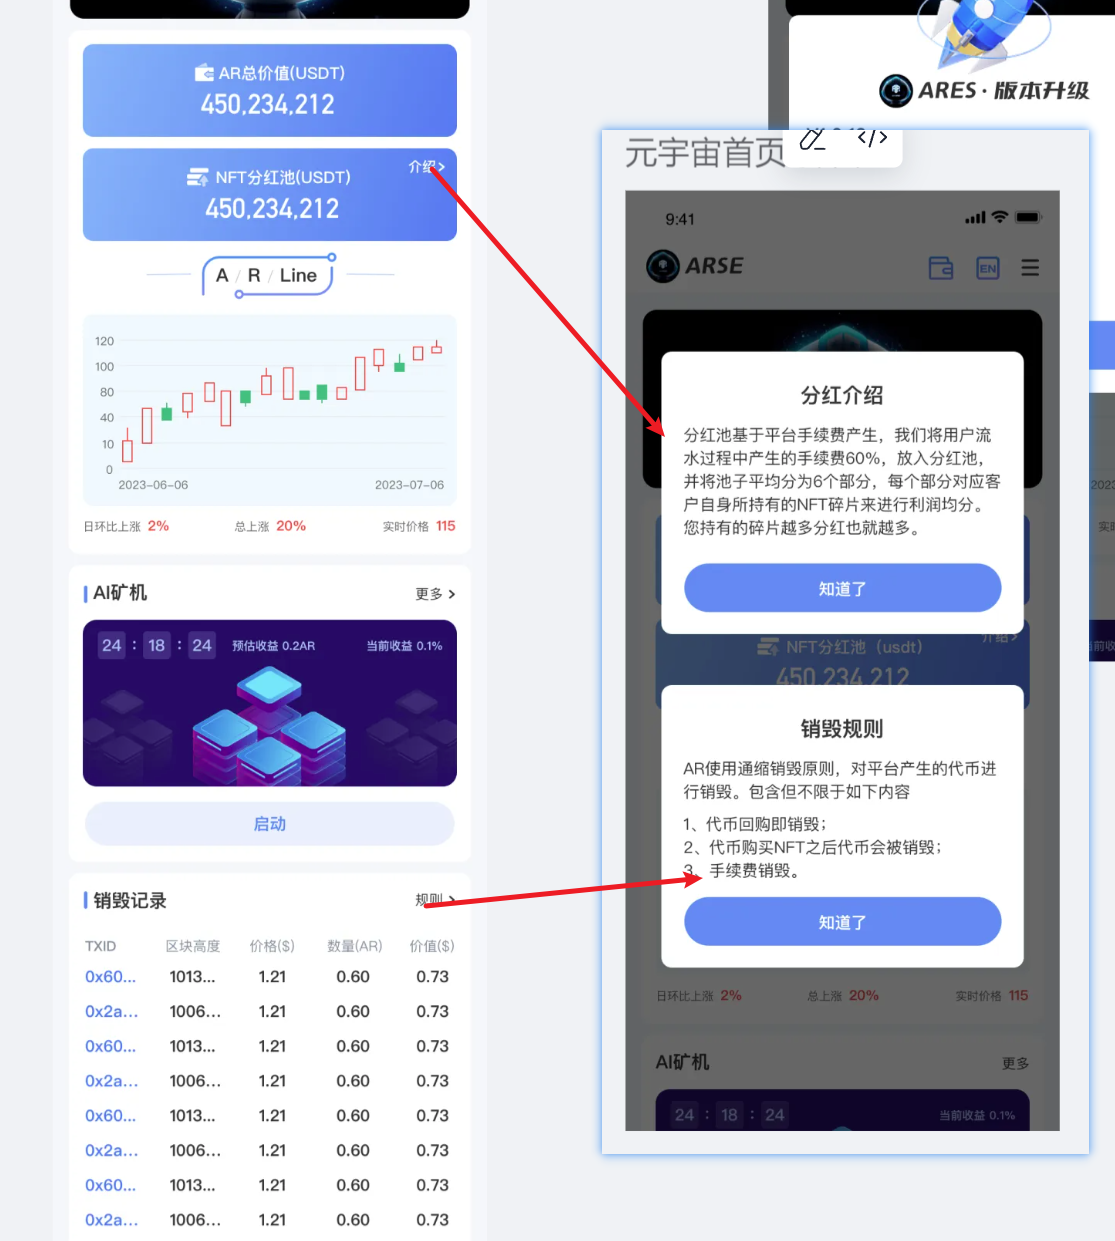 AR总价值(USDT)
450,234,212
介绍>
NFT分红池(USDT)
450,234,212
A / R / Line
120
100
80
40
10
0
2023-06-06
2023-07-06
日环比上涨 2%
总上涨 20%
实时价格 115
AI矿机
更多 >
24 : 18 : 24
预估收益 0.2AR
当前收益 0.1%
启动
销毁记录
规则 >
TXID 区块高度 价格($) 数量(AR) 价值($)
0x60... 1013... 1.21 0.60 0.73
0x2a... 1006... 1.21 0.60 0.73
0x60... 1013... 1.21 0.60 0.73
0x2a... 1006... 1.21 0.60 0.73
0x60... 1013... 1.21 0.60 0.73
0x2a... 1006... 1.21 0.60 0.73
0x60... 1013... 1.21 0.60 0.73
0x2a... 1006... 1.21 0.60 0.73
ARES · 版本升级
元宇宙首页
</>
9:41
ARSE
EN
分红介绍
分红池基于平台手续费产生，我们将用户流
水过程中产生的手续费60%，放入分红池，
并将池子平均分为6个部分，每个部分对应客
户自身所持有的NFT碎片来进行利润均分。
您持有的碎片越多分红也就越多。
知道了
介绍>
NFT分红池（usdt）
450,234,212
销毁规则
AR使用通缩销毁原则，对平台产生的代币进
行销毁。包含但不限于如下内容
1、代币回购即销毁；
2、代币购买NFT之后代币会被销毁；
3、手续费销毁。
知道了
日环比上涨 2%
总上涨 20%
实时价格 115
AI矿机
更多
24 : 18 : 24
当前收益 0.1%
2023
实
前收